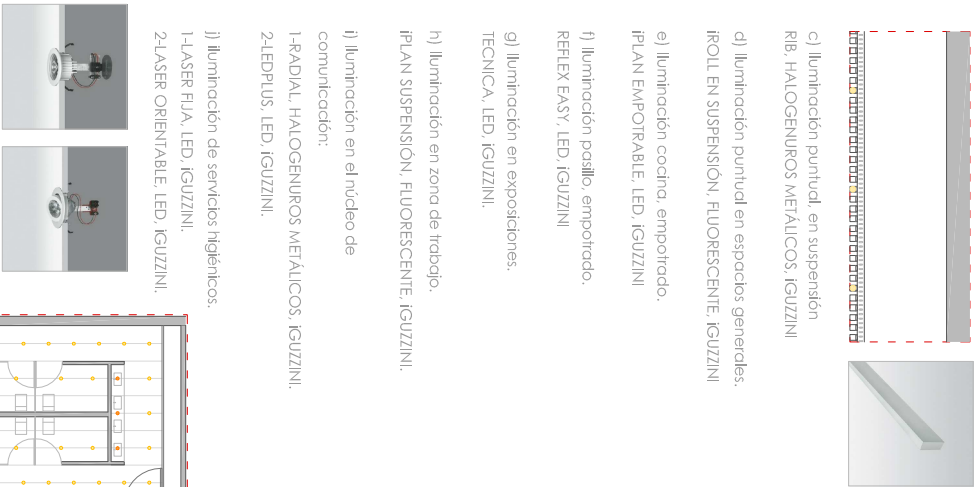 c) Iluminación puntual, en suspensión
RIB. HALOGENUROS METÁLICOS, iGUZZINI
d) Iluminación puntual en espacios generales.
iROLL EN SUSPENSIÓN, FLUORESCENTE, iGUZZINI
e) Iluminación cocina, empotrado.
iPLAN EMPOTRABLE, LED, iGUZZINI
f) Iluminación pasillo, empotrado.
REFLEX EASY, LED, iGUZZINI
g) Iluminación en exposiciones.
TECNICA, LED, iGUZZINI.
h) Iluminación en zona de trabajo.
iPLAN SUSPENSIÓN, FLUORESCENTE, iGUZZINI.
i) Iluminación en el núcleo de
comunicación:
1-RADIAL, HALOGENUROS METÁLICOS, iGUZZINI.
2-LEDPLUS, LED, iGUZZINI.
j) Iluminación de servicios higiénicos.
1-LASER FIJA, LED, iGUZZINI.
2-LASER ORIENTABLE, LED, iGUZZINI.